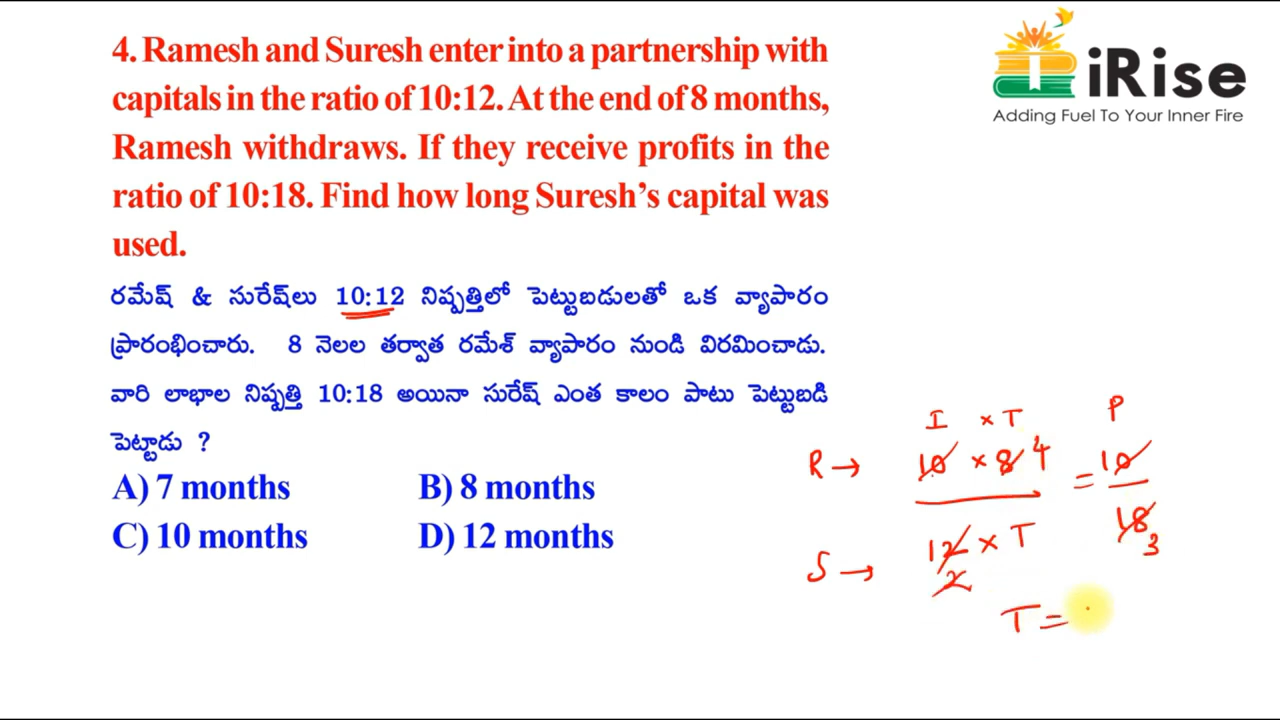 4. Ramesh and Suresh enter into a partnership with
capitals in the ratio of 10:12. At the end of 8 months,
Ramesh withdraws. If they receive profits in the
ratio of 10:18. Find how long Suresh's capital was
used.
రమేష్ & సురేష్‌లు 10:12 నిష్పత్తిలో పెట్టుబడులతో ఒక వ్యాపారం
ప్రారంభించారు. 8 నెలల తర్వాత రమేశ్ వ్యాపారం నుండి విరమించాడు.
వారి లాభాల నిష్పత్తి 10:18 అయినా సురేష్ ఎంత కాలం పాటు పెట్టుబడి
పెట్టాడు ?
A) 7 months B) 8 months
C) 10 months D) 12 months
iRise
Adding Fuel To Your Inner Fire
I × T P
R → 10 × 8 4 = 10
S → 12 × T 18
2 3
T =